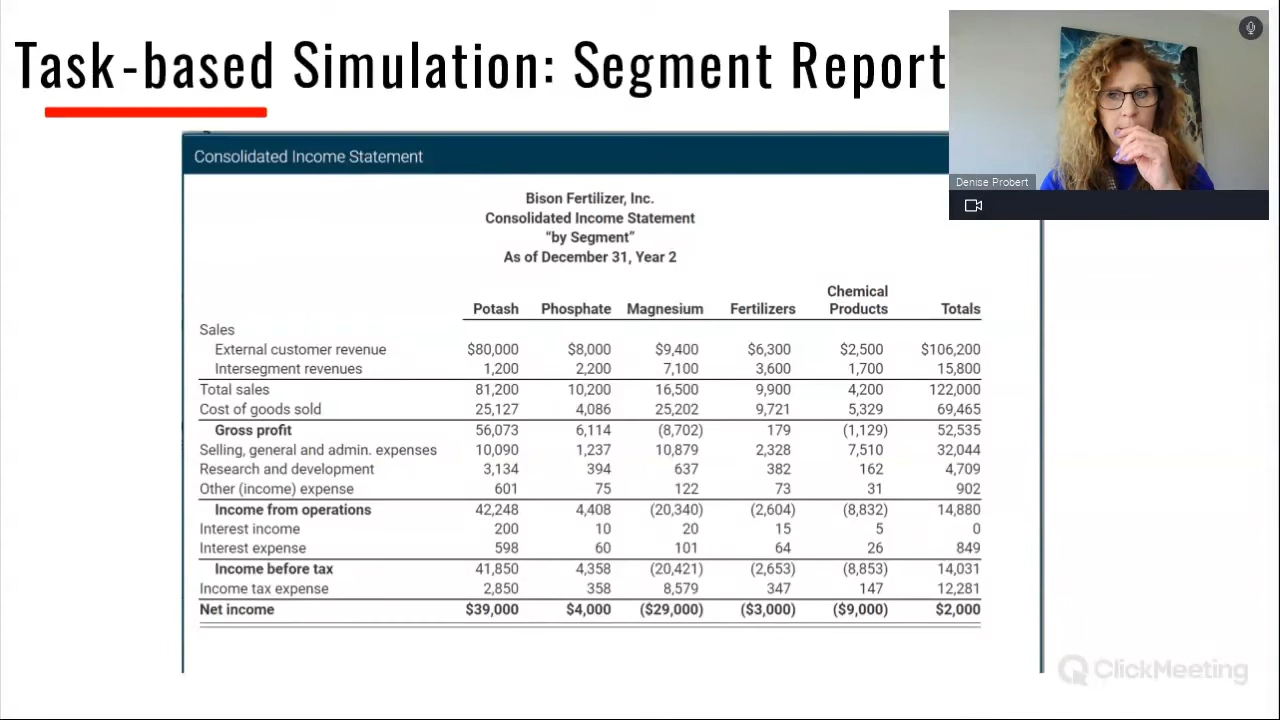 Task-based Simulation: Segment Report
Denise Probert
Consolidated Income Statement
Bison Fertilizer, Inc.
Consolidated Income Statement
"by Segment"
As of December 31, Year 2
Potash Phosphate Magnesium Fertilizers Chemical Products Totals
Sales
External customer revenue $80,000 $8,000 $9,400 $6,300 $2,500 $106,200
Intersegment revenues 1,200 2,200 7,100 3,600 1,700 15,800
Total sales 81,200 10,200 16,500 9,900 4,200 122,000
Cost of goods sold 25,127 4,086 25,202 9,721 5,329 69,465
Gross profit 56,073 6,114 (8,702) 179 (1,129) 52,535
Selling, general and admin. expenses 10,090 1,237 10,879 2,328 7,510 32,044
Research and development 3,134 394 637 382 162 4,709
Other (income) expense 601 75 122 73 31 902
Income from operations 42,248 4,408 (20,340) (2,604) (8,832) 14,880
Interest income 200 10 20 15 5 0
Interest expense 598 60 101 64 26 849
Income before tax 41,850 4,358 (20,421) (2,653) (8,853) 14,031
Income tax expense 2,850 358 8,579 347 147 12,281
Net income $39,000 $4,000 ($29,000) ($3,000) ($9,000) $2,000
ClickMeeting